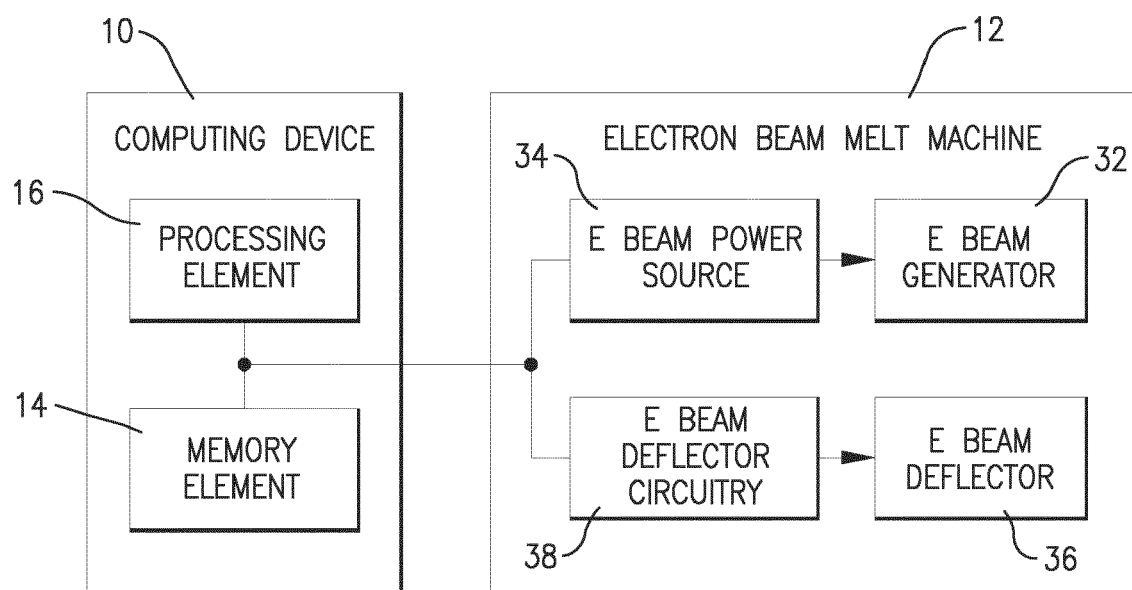 10
12
COMPUTING DEVICE
ELECTRON BEAM MELT MACHINE
16
34
32
PROCESSING
ELEMENT
E BEAM POWER
SOURCE
E BEAM
GENERATOR
14
MEMORY
ELEMENT
E BEAM
DEFLECTOR
CIRCUITRY
E BEAM
DEFLECTOR
38
36